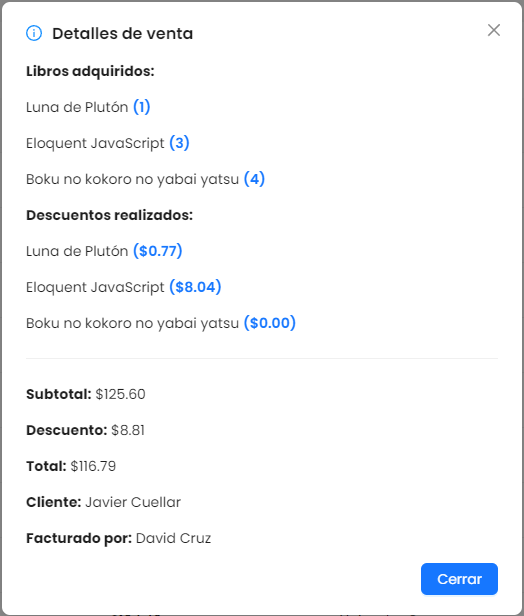 Detalles de venta
Libros adquiridos:
Luna de Plutón (1)
Eloquent JavaScript (3)
Boku no kokoro no yabai yatsu (4)
Descuentos realizados:
Luna de Plutón ($0.77)
Eloquent JavaScript ($8.04)
Boku no kokoro no yabai yatsu ($0.00)
Subtotal: $125.60
Descuento: $8.81
Total: $116.79
Cliente: Javier Cuellar
Facturado por: David Cruz
Cerrar